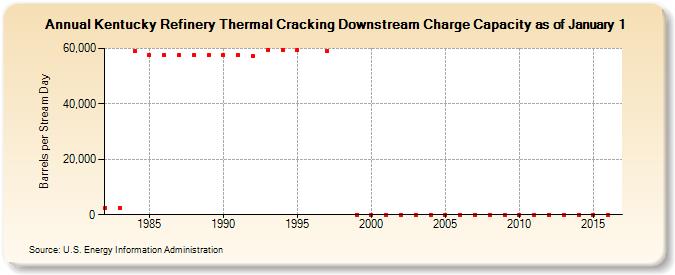 Annual Kentucky Refinery Thermal Cracking Downstream Charge Capacity as of January 1
Barrels per Stream Day
60,000
40,000
20,000
0
1985 1990 1995 2000 2005 2010 2015
Source: U.S. Energy Information Administration